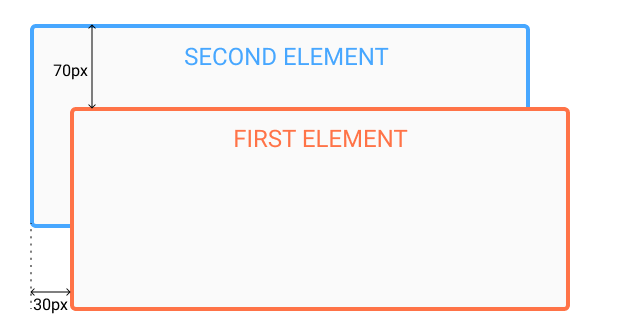 SECOND ELEMENT
70px
FIRST ELEMENT
30px